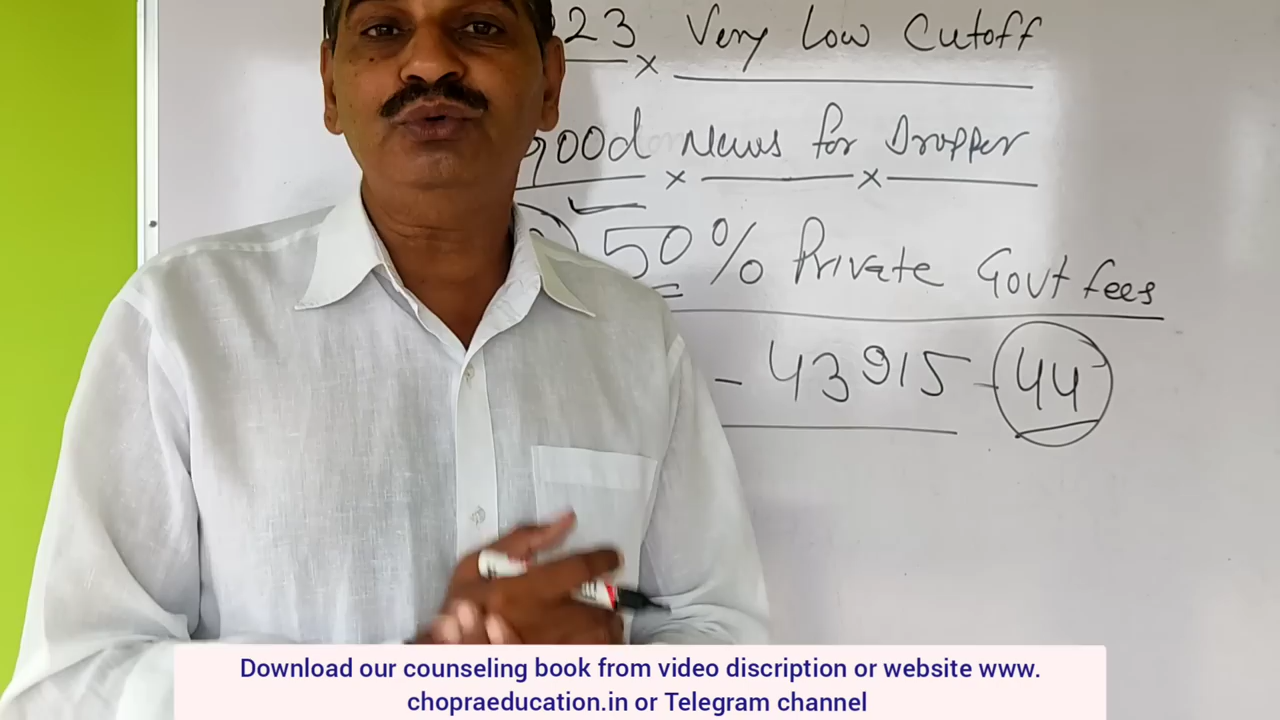 23 x Very Low Cutoff
good News for Dropper
50% Private Govt fees
- 43915 - 44
Download our counseling book from video discription or website www.
chopraeducation.in or Telegram channel